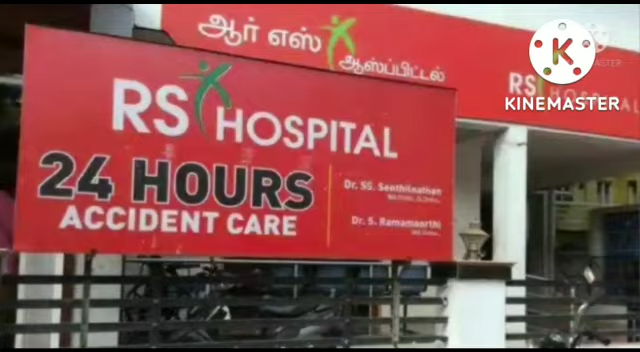 ஆர் எஸ்
ஆஸ்ப்பிட்டல்
RS HOSPITAL
RS HOSPITAL
24 HOURS
ACCIDENT CARE
Dr. SS. Senthilnathan
Dr. S. Ramamoorthi
KINEMASTER